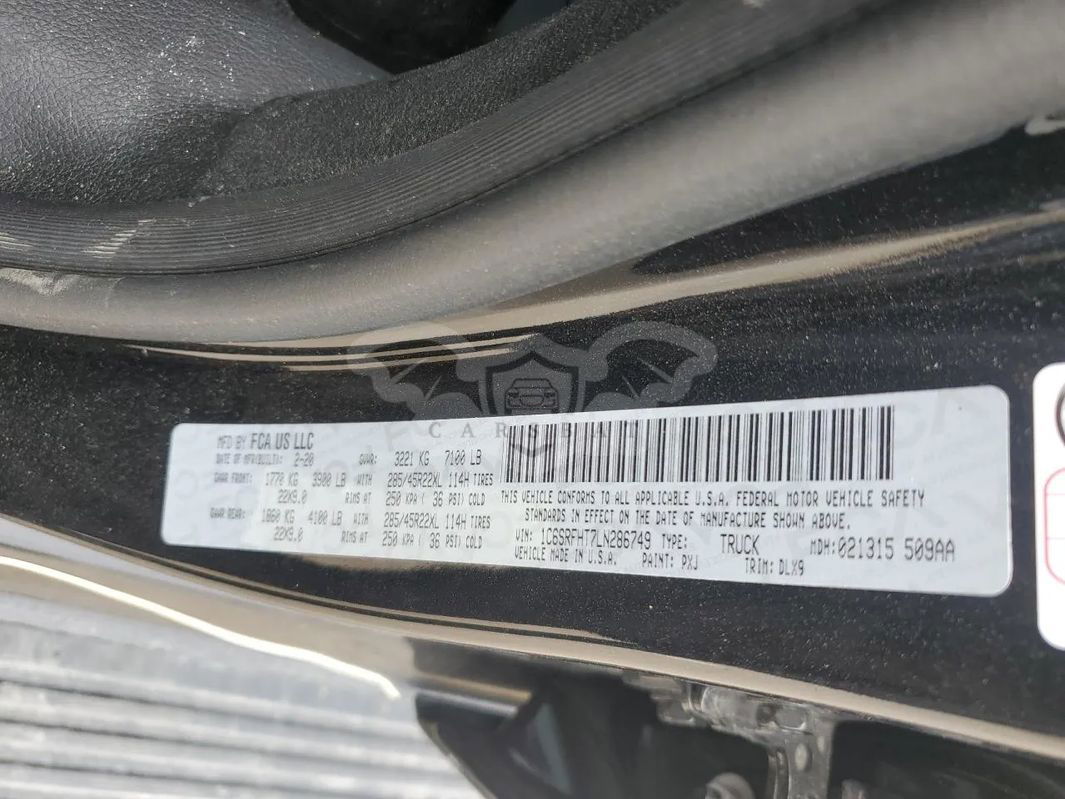 MFD BY FCA US LLC
DATE OF MFR/BUILT: 2-20 GVWR: 3221 KG 7100 LB
GAWR FRONT: 1770 KG 3900 LB WITH 285/45R22XL 114H TIRES
22X9.0 RIMS AT 250 KPA ( 36 PSI) COLD
GAWR REAR: 1860 KG 4100 LB WITH 285/45R22XL 114H TIRES
22X9.0 RIMS AT 250 KPA ( 36 PSI) COLD
THIS VEHICLE CONFORMS TO ALL APPLICABLE U.S.A. FEDERAL MOTOR VEHICLE SAFETY
STANDARDS IN EFFECT ON THE DATE OF MANUFACTURE SHOWN ABOVE.
VIN: 1C6SRFHT7LN286749 TYPE: TRUCK MDH: 021315 509AA
VEHICLE MADE IN U.S.A. PAINT: PXJ TRIM: DLX9
CARSBAT